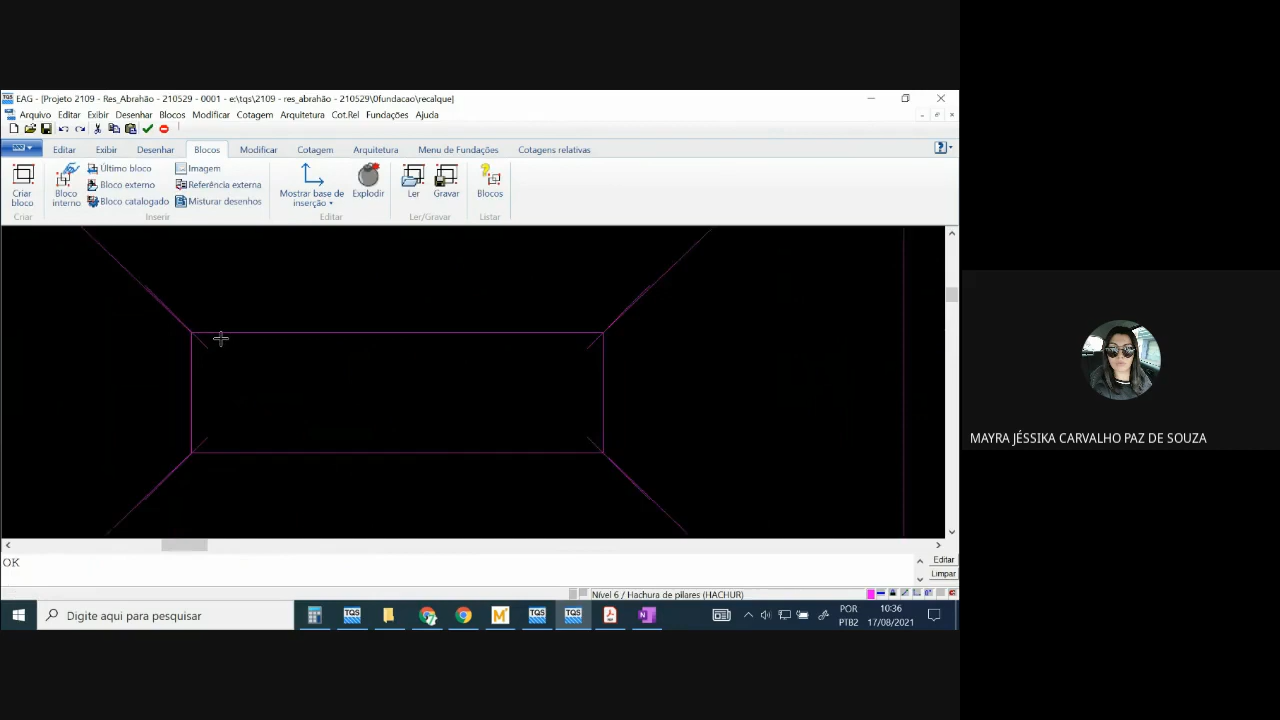 TQS EAG - [Projeto 2109 - Res_Abrahão - 210529 - 0001 - e:\tqs\2109 - res_abrahão - 210529\0fundacao\recalque]
Arquivo Editar Exibir Desenhar Blocos Modificar Cotagem Arquitetura Cot.Rel Fundações Ajuda
Editar Exibir Desenhar Blocos Modificar Cotagem Arquitetura Menu de Fundações Cotagens relativas
Criar bloco
Bloco interno
Último bloco
Bloco externo
Bloco catalogado
Imagem
Referência externa
Misturar desenhos
Mostrar base de inserção
Explodir
Ler
Gravar
Blocos
Criar Inserir Editar Ler/Gravar Listar
MAYRA JÉSSIKA CARVALHO PAZ DE SOUZA
OK
Editar
Limpar
Nível 6 / Hachura de pilares (HACHUR)
Digite aqui para pesquisar
TQS TQS TQS
POR
PTB2
10:36
17/08/2021